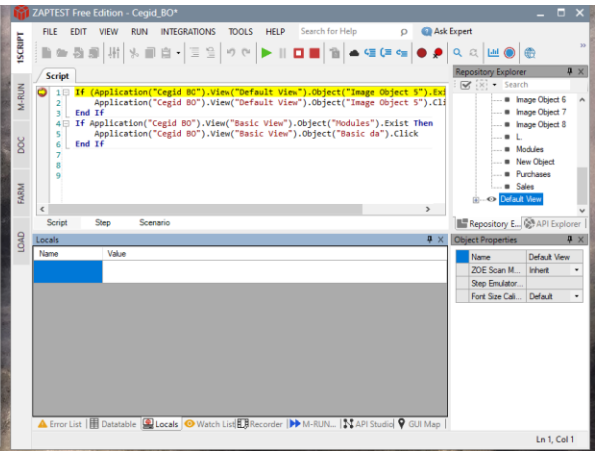 ZAPTEST Free Edition - Cegid_BO*
FILE EDIT VIEW RUN INTEGRATIONS TOOLS HELP Search for Help Ask Expert
1SCRIPT
M-RUN
DOC
FARM
LOAD
Script
1 If (Application("Cegid BO").View("Default View").Object("Image Object 5").Exi
2 Application("Cegid BO").View("Default View").Object("Image Object 5").Cli
3 End If
4 If Application("Cegid BO").View("Basic View").Object("Modules").Exist Then
5 Application("Cegid BO").View("Basic View").Object("Basic da").Click
6 End If
7
8
9
Script Step Scenario
Repository Explorer
Search
Image Object 6
Image Object 7
Image Object 8
L.
Modules
New Object
Purchases
Sales
Default View
Repository E... API Explorer
Locals
Name Value
Object Properties
Name Default View
ZOE Scan M... Inherit
Step Emulator...
Font Size Cali... Default
Error List Datatable Locals Watch List Recorder M-RUN... API Studio GUI Map
Ln 1, Col 1